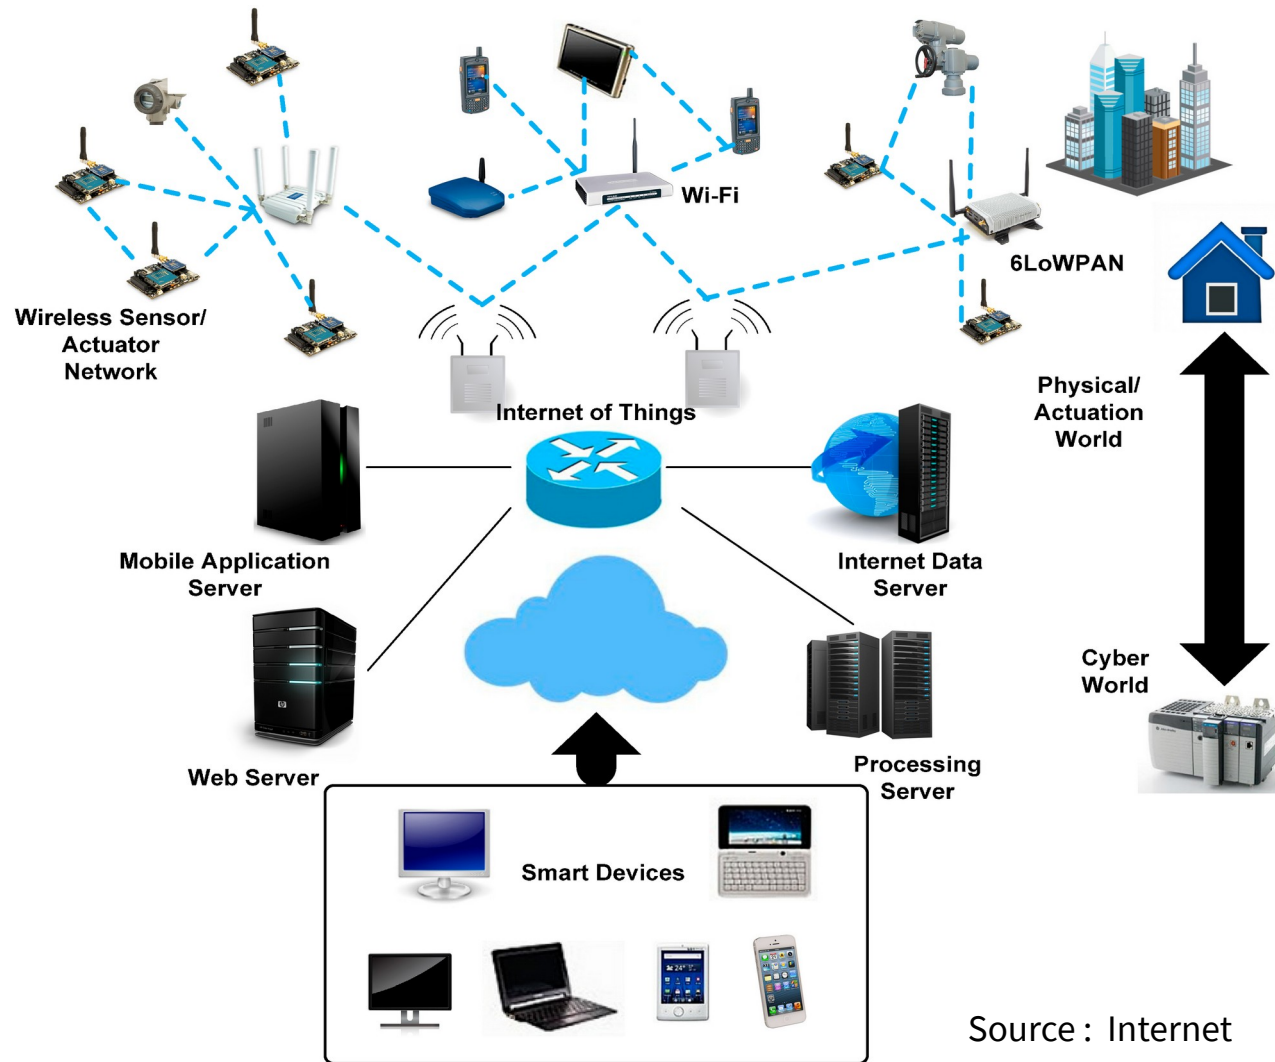 Wi-Fi
6LoWPAN
Wireless Sensor/
Actuator
Network
Physical/
Actuation
World
Internet of Things
Mobile Application
Server
Internet Data
Server
Cyber
World
Web Server
Processing
Server
Smart Devices
Source : Internet